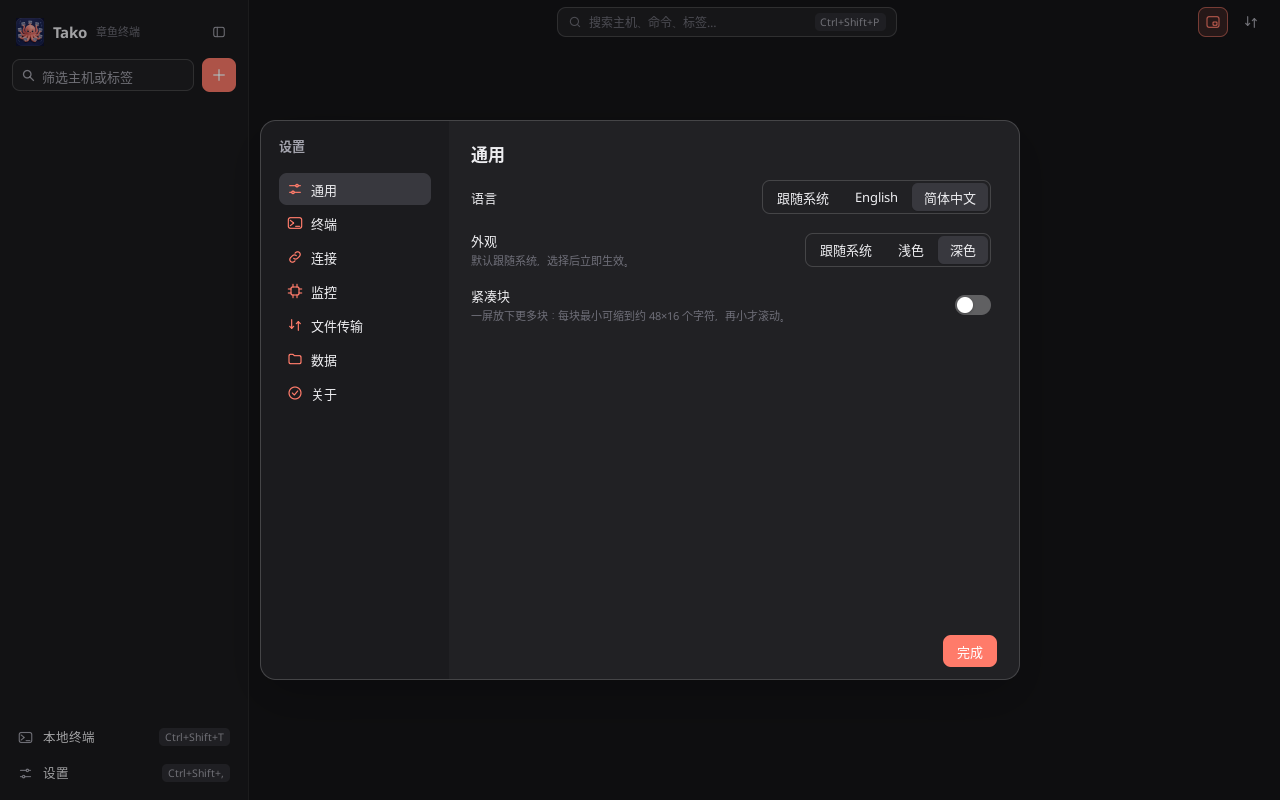 Tako 章鱼终端
搜索主机、命令、标签… Ctrl+Shift+P
筛选主机或标签
设置
通用
终端
连接
监控
文件传输
数据
关于
通用
语言
跟随系统 English 简体中文
外观
默认跟随系统，选择后立即生效。
跟随系统 浅色 深色
紧凑块
一屏放下更多块：每块最小可缩到约 48×16 个字符，再小才滚动。
完成
本地终端 Ctrl+Shift+T
设置 Ctrl+Shift+,